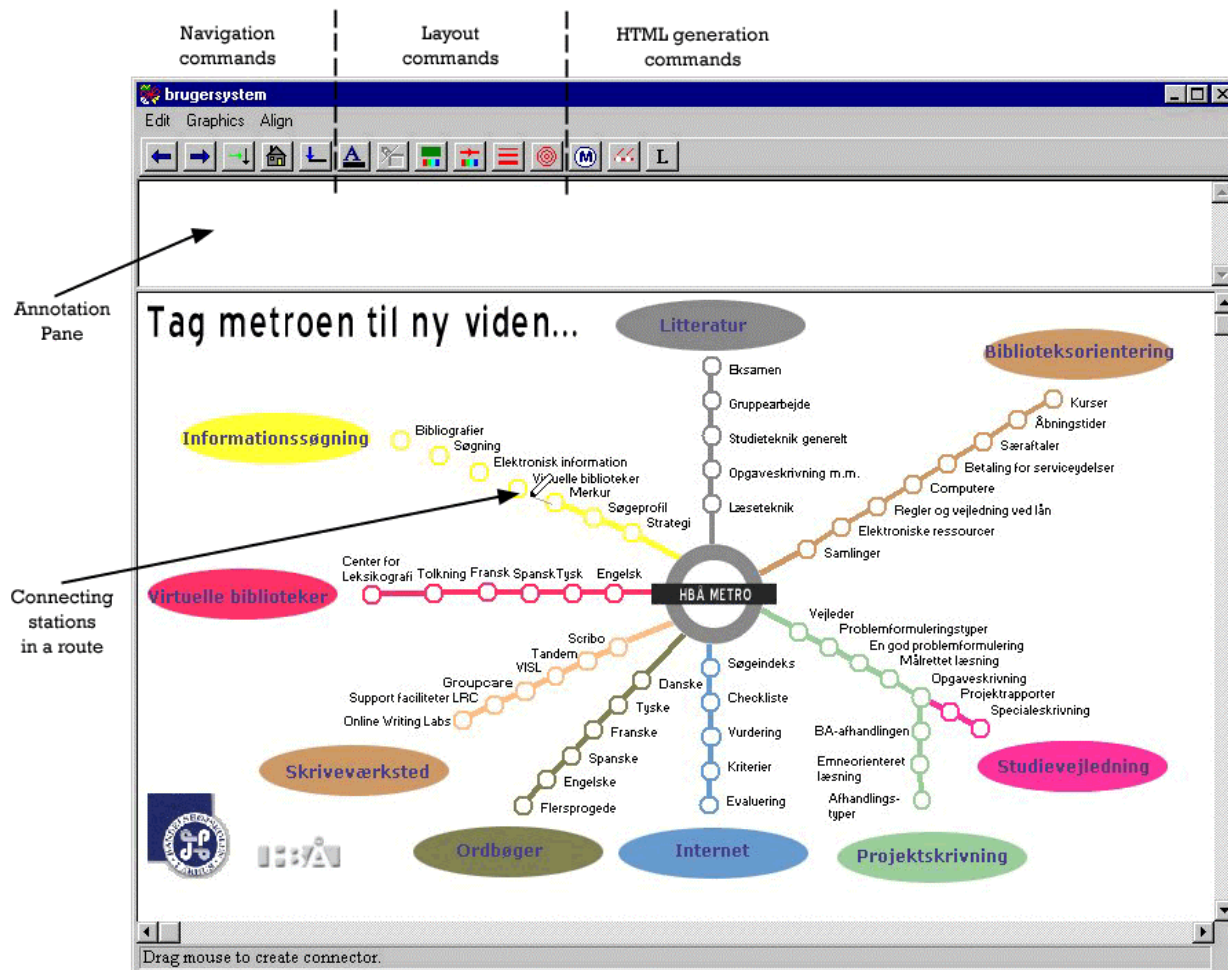 Navigation
commands
Layout
commands
HTML generation
commands
brugersystem
Edit Graphics Align
A
M
L
Annotation
Pane
Tag metroen til ny viden...
Litteratur
Eksamen
Gruppearbejde
Studieteknik generelt
Opgaveskrivning m.m.
Læseteknik
Biblioteksorientering
Kurser
Åbningstider
Særaftaler
Betaling for serviceydelser
Computere
Regler og vejledning ved lån
Elektroniske ressourcer
Samlinger
Informationssøgning
Bibliografier
Søgning
Elektronisk information
Virtuelle biblioteker
Merkur
Søgeprofil
Strategi
Connecting
stations
in a route
Virtuelle biblioteker
Center for
Leksikografi
Tolkning
Fransk
Spansk
Tysk
Engelsk
HBÅ METRO
Vejleder
Problemformuleringstyper
En god problemformulering
Målrettet læsning
Opgaveskrivning
Projektrapporter
Specialeskrivning
BA-afhandlingen
Emneorienteret
læsning
Afhandlings-
typer
Studievejledning
Projektskrivning
Scribo
Tandem
VISL
Groupcare
Support faciliteter LRC
Online Writing Labs
Skriveværksted
Danske
Tyske
Franske
Spanske
Engelske
Flersprogede
Ordbøger
Søgeindeks
Checkliste
Vurdering
Kriterier
Evaluering
Internet
HBÅ
Drag mouse to create connector.